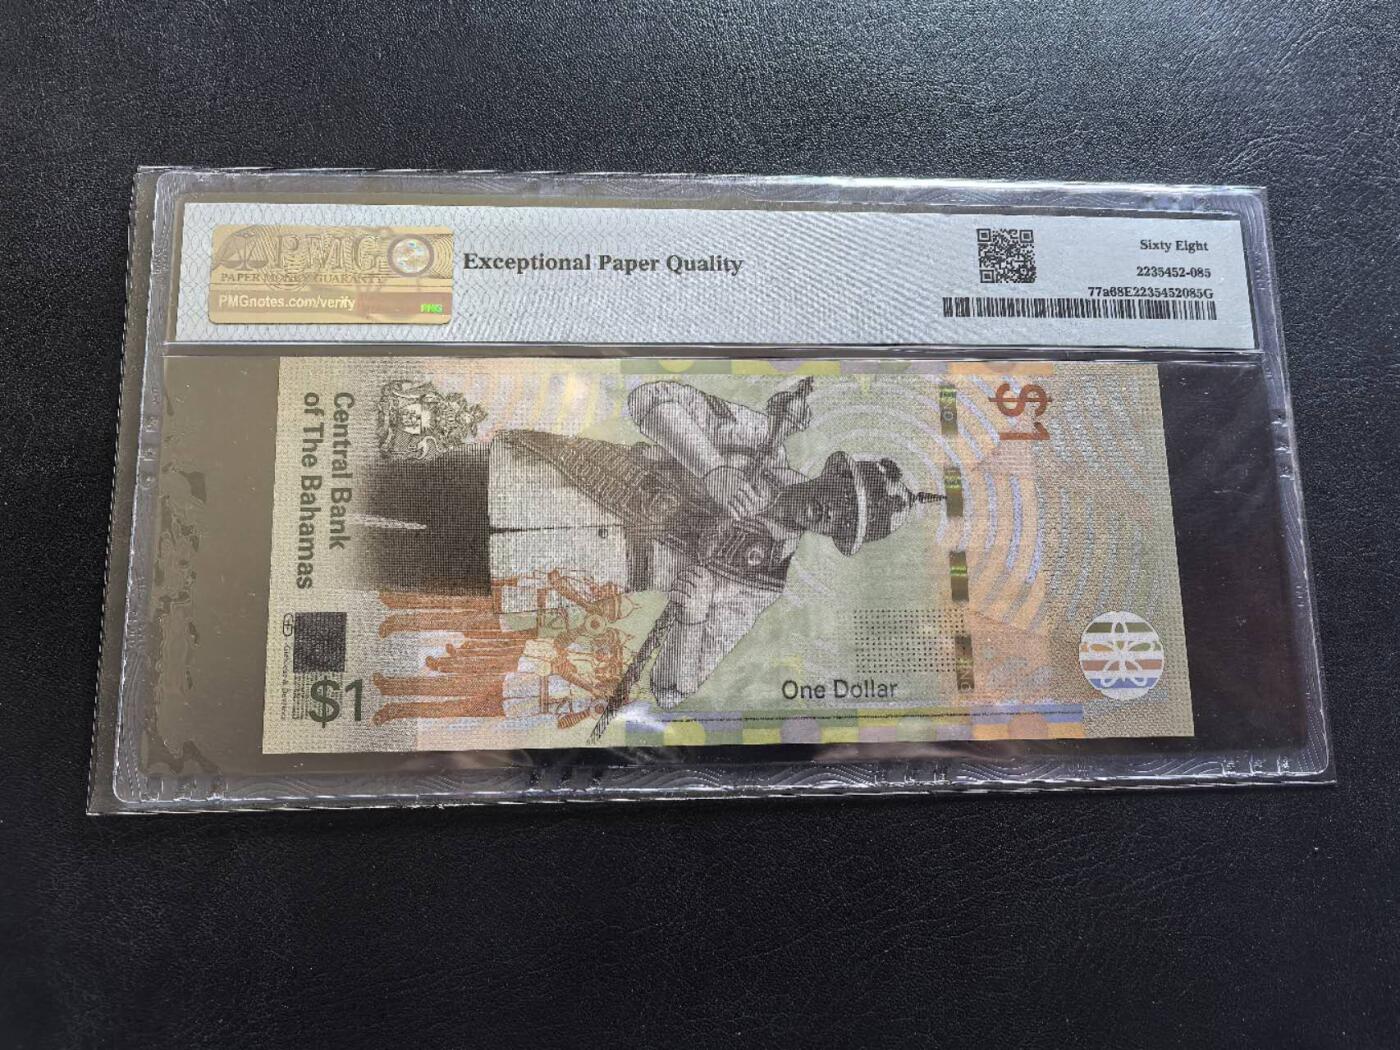 PMG
PAPER MONEY GUARANTY
PMGnotes.com/verify
PMG
Exceptional Paper Quality
Sixty Eight
2235452-085
77a68E2235452085G
Central Bank
of The Bahamas
$1
$1
One Dollar